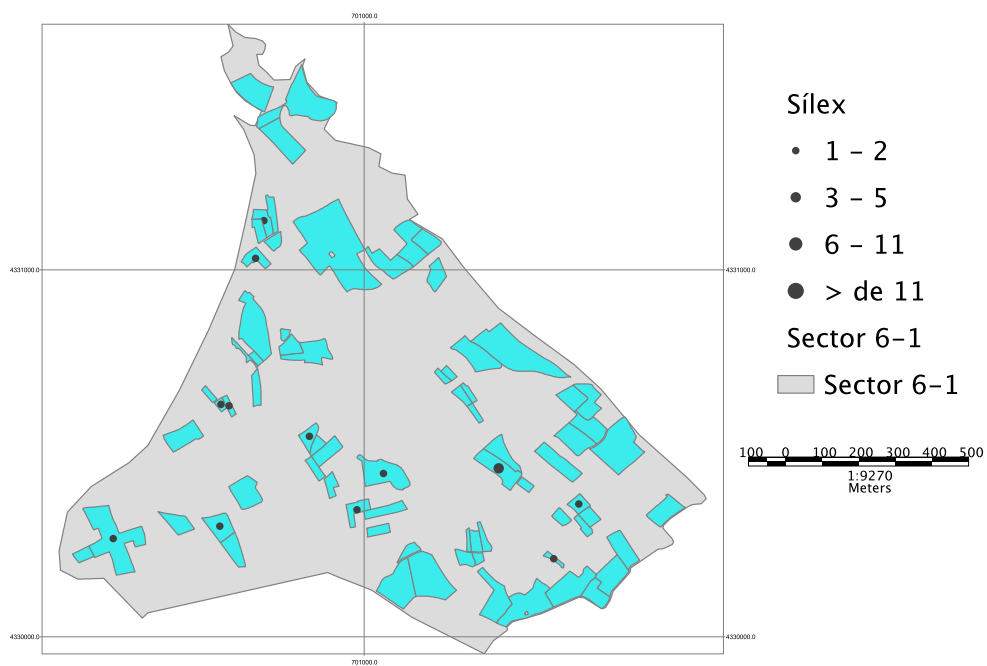 701000.0
Sílex
1 – 2
3 – 5
6 – 11
> de 11
4331000.0 4331000.0
Sector 6-1
Sector 6-1
100 0 100 200 300 400 500
1:9270
Meters
4330000.0 4330000.0
701000.0